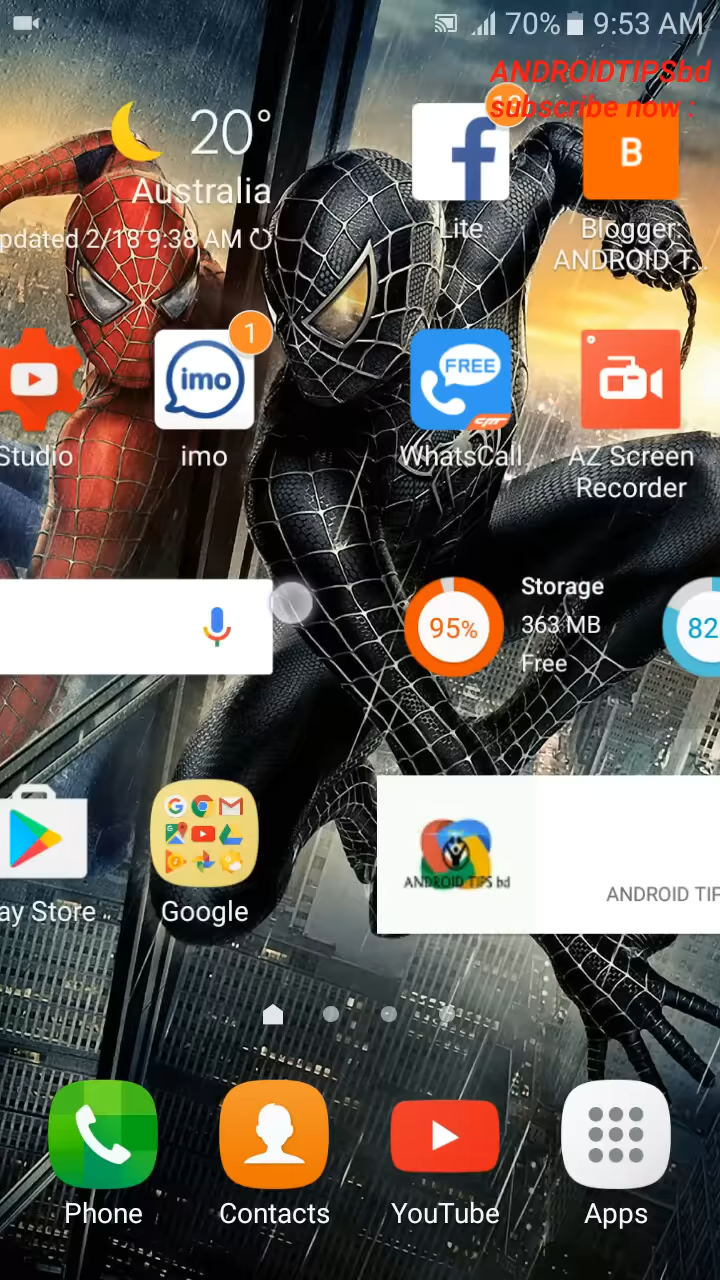 70% 9:53 AM
ANDROIDTIPSbd
subscribe now :
20°
Australia
pdated 2/18 9:38 AM
Lite
B
Blogger:
ANDROID T...
1
imo
FREE
CMT
Studio
imo
WhatsCall
AZ Screen
Recorder
95%
Storage
363 MB
Free
82
ANDROID TIPS bd
ANDROID TIP
ay Store
Google
Phone
Contacts
YouTube
Apps